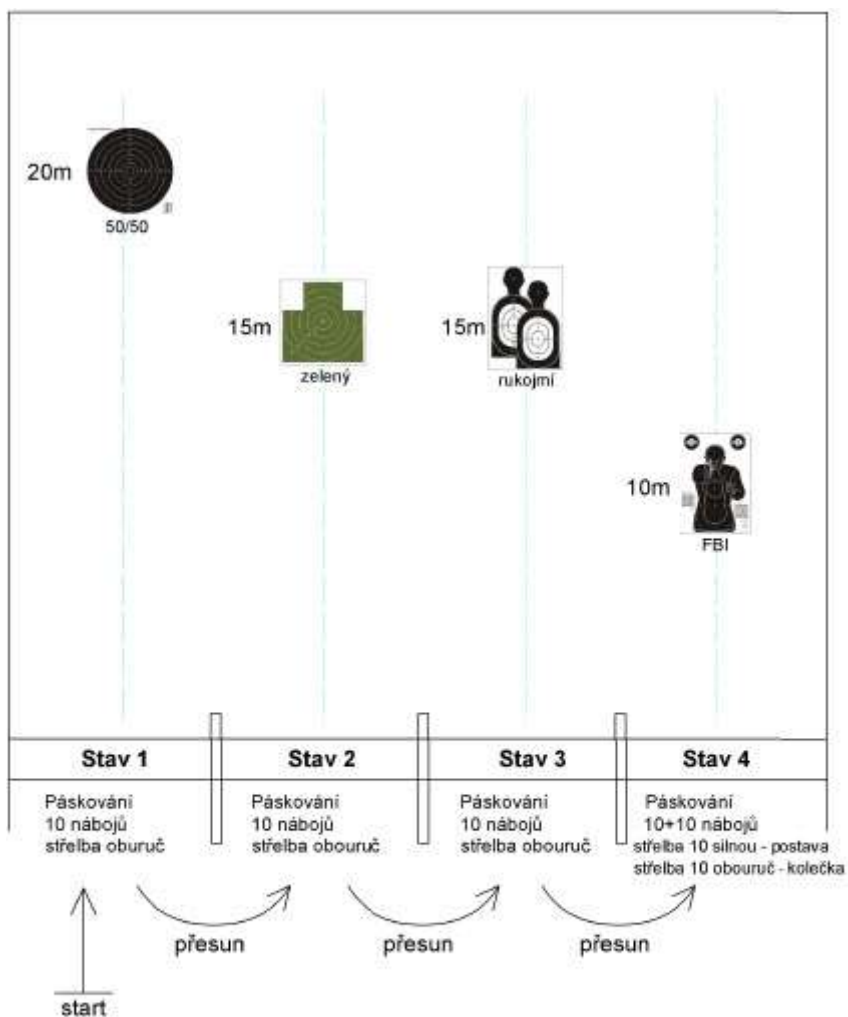 20m
50/50
15m
zelený
15m
rukojmí
10m
FBI
Stav 1
Stav 2
Stav 3
Stav 4
Páskování
10 nábojů
střelba oburuč
Páskování
10 nábojů
střelba obouruč
Páskování
10 nábojů
střelba obouruč
Páskování
10+10 nábojů
střelba 10 silnou - postava
střelba 10 obouruč - kolečka
přesun
přesun
přesun
start